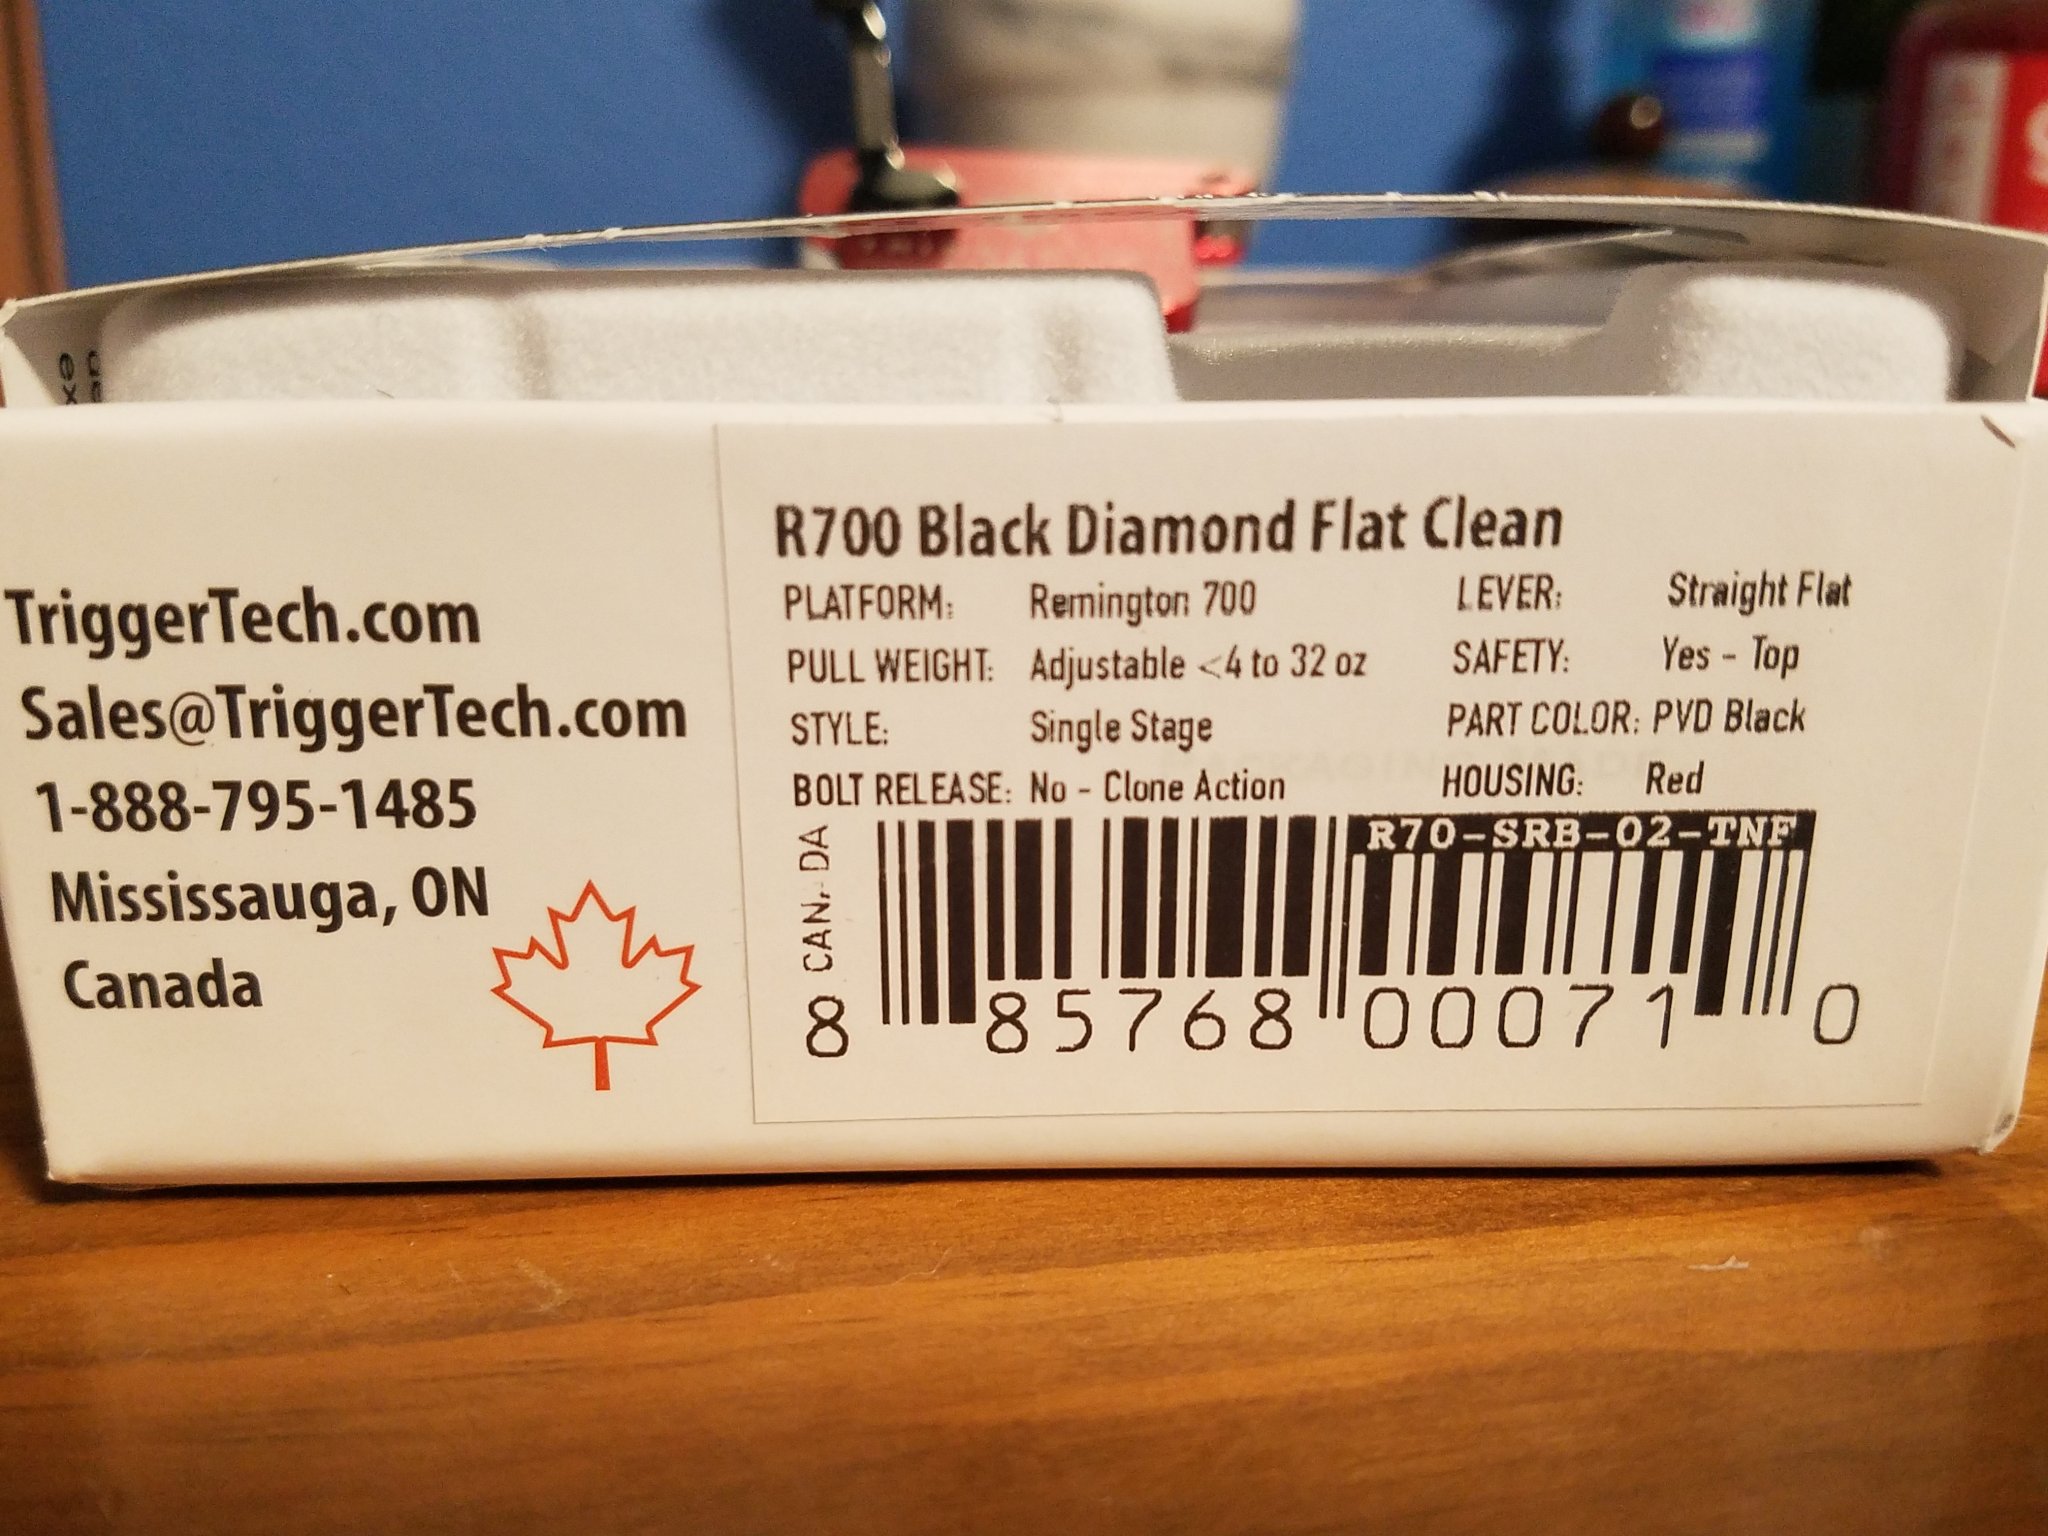 TriggerTech.com
Sales@TriggerTech.com
1-888-795-1485
Mississauga, ON
Canada
R700 Black Diamond Flat Clean
PLATFORM: Remington 700 LEVER: Straight Flat
PULL WEIGHT: Adjustable <4 to 32 oz SAFETY: Yes - Top
STYLE: Single Stage PART COLOR: PVD Black
BOLT RELEASE: No - Clone Action HOUSING: Red
CANADA
R70-SRB-02-TNF
8 85768 00071 0